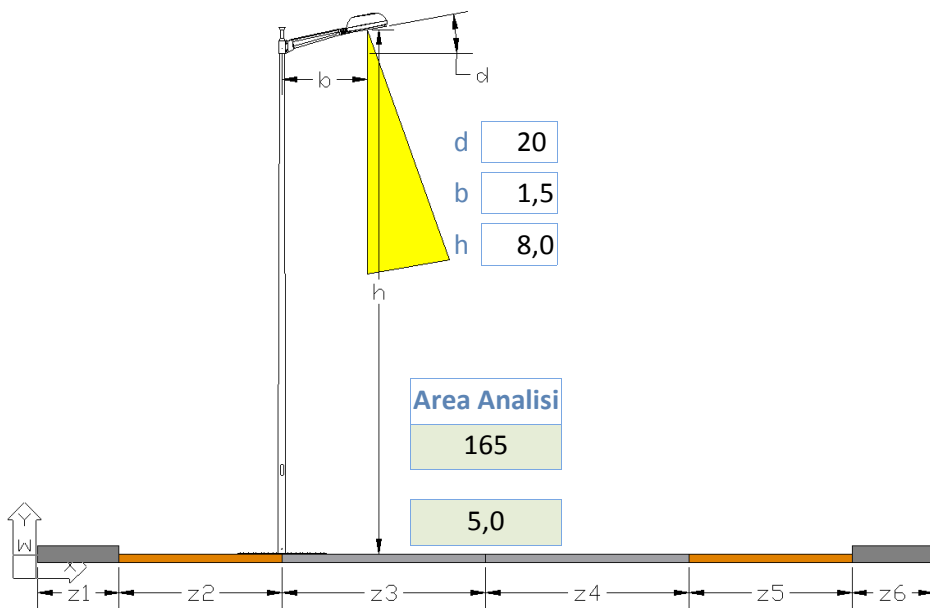 b
d
d 20
b 1,5
h 8,0
h
Area Analisi
165
5,0
Y
W
X
z1 z2 z3 z4 z5 z6